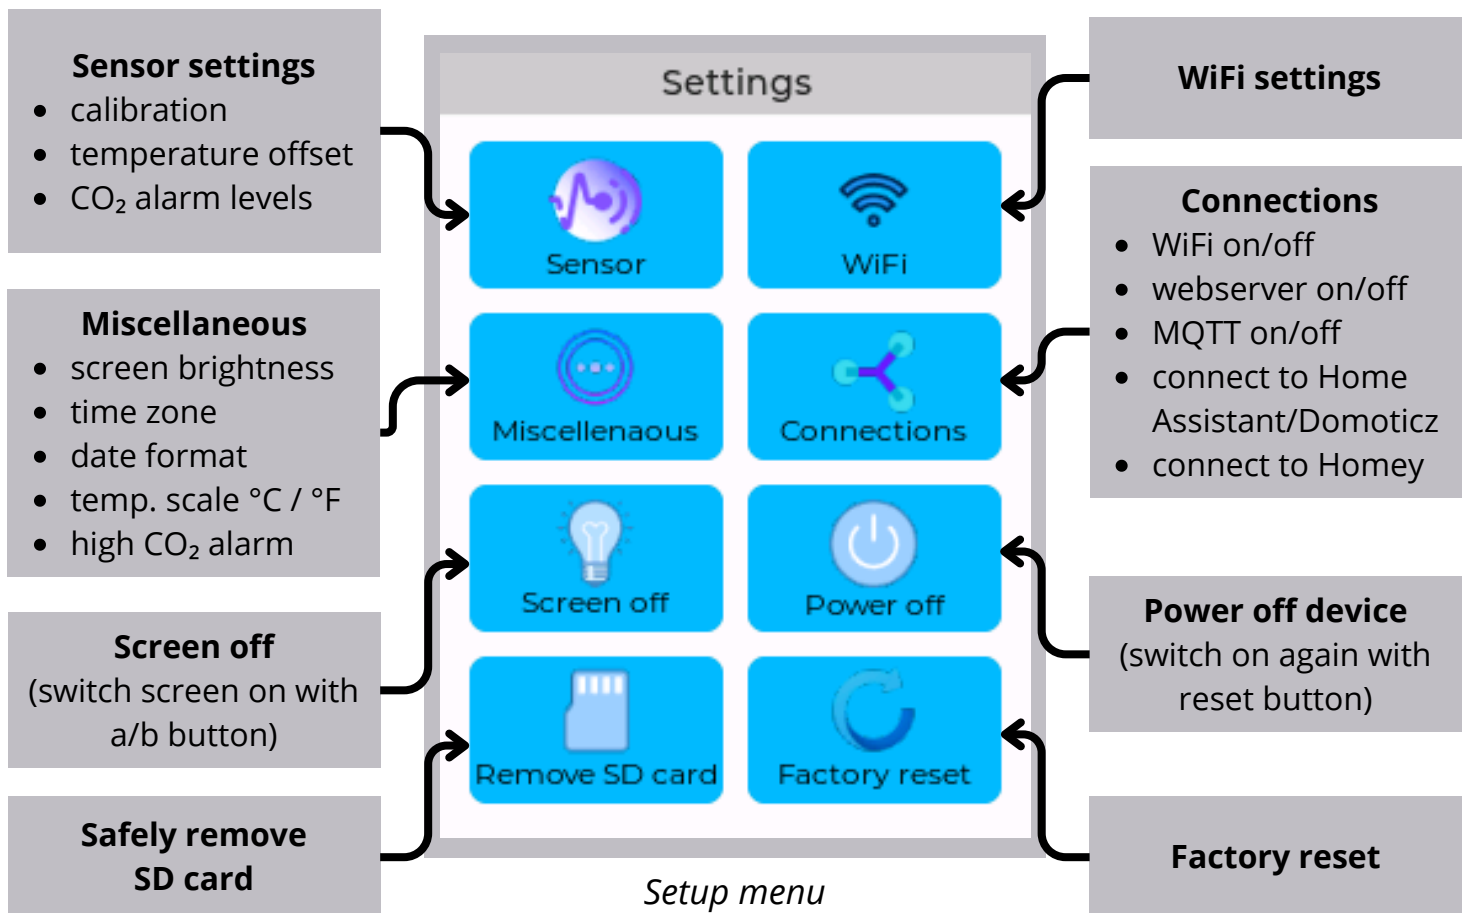 Sensor settings
• calibration
• temperature offset
• CO₂ alarm levels
Miscellaneous
• screen brightness
• time zone
• date format
• temp. scale °C / °F
• high CO₂ alarm
Screen off
(switch screen on with
a/b button)
Safely remove
SD card
Settings
Sensor
WiFi
Miscellenaous
Connections
Screen off
Power off
Remove SD card
Factory reset
Setup menu
WiFi settings
Connections
• WiFi on/off
• webserver on/off
• MQTT on/off
• connect to Home
Assistant/Domoticz
• connect to Homey
Power off device
(switch on again with
reset button)
Factory reset